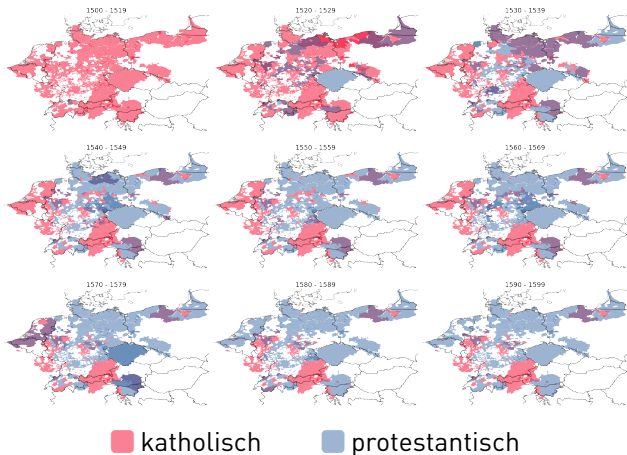 1500 - 1519
1520 - 1529
1530 - 1539
1540 - 1549
1550 - 1559
1560 - 1569
1570 - 1579
1580 - 1589
1590 - 1599
katholisch
protestantisch